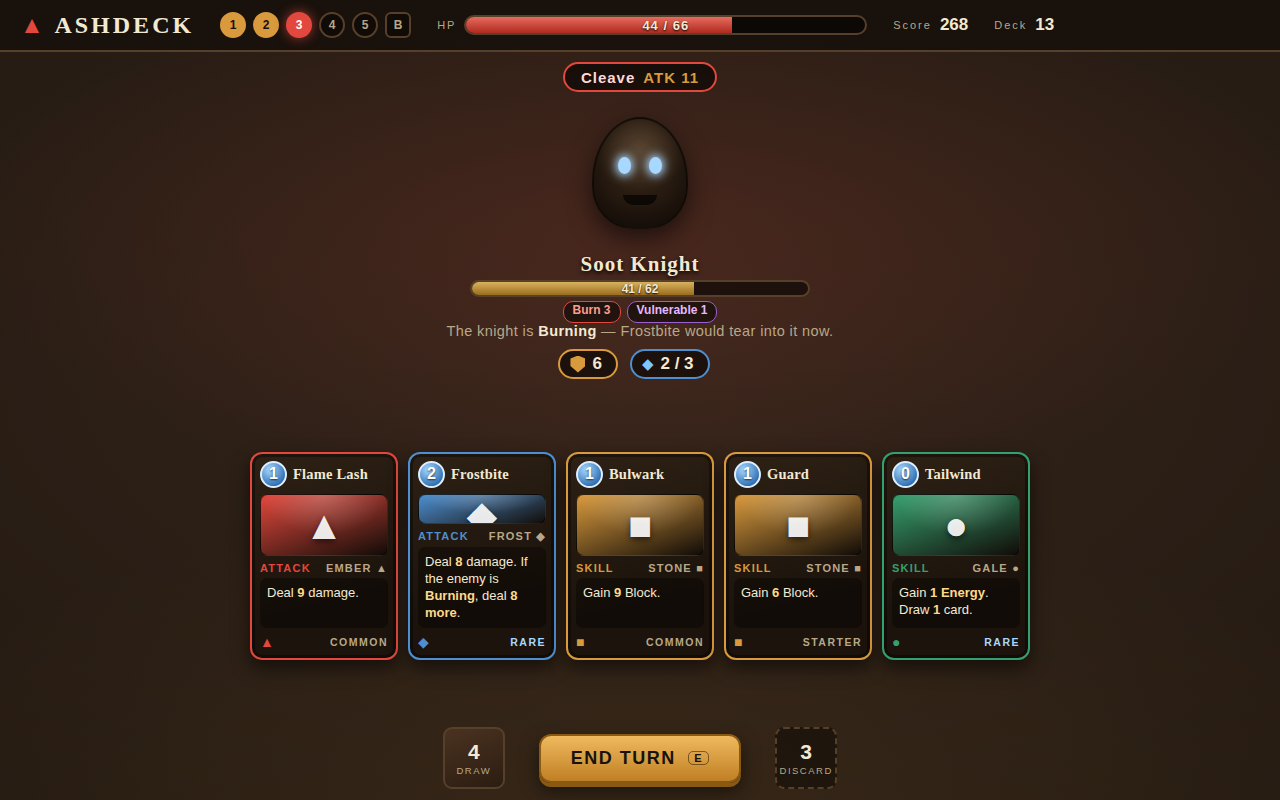 ▲ ASHDECK 1 2 3 4 5 B HP 44 / 66 Score 268 Deck 13
Cleave ATK 11
Soot Knight
41 / 62
Burn 3 Vulnerable 1
The knight is Burning — Frostbite would tear into it now.
6 ◆ 2 / 3
1 Flame Lash
▲
ATTACK EMBER ▲
Deal 9 damage.
▲ COMMON
2 Frostbite
◆
ATTACK FROST ◆
Deal 8 damage. If
the enemy is
Burning, deal 8
more.
◆ RARE
1 Bulwark
■
SKILL STONE ■
Gain 9 Block.
■ COMMON
1 Guard
■
SKILL STONE ■
Gain 6 Block.
■ STARTER
0 Tailwind
●
SKILL GALE ●
Gain 1 Energy.
Draw 1 card.
● RARE
4
DRAW
END TURN E
3
DISCARD